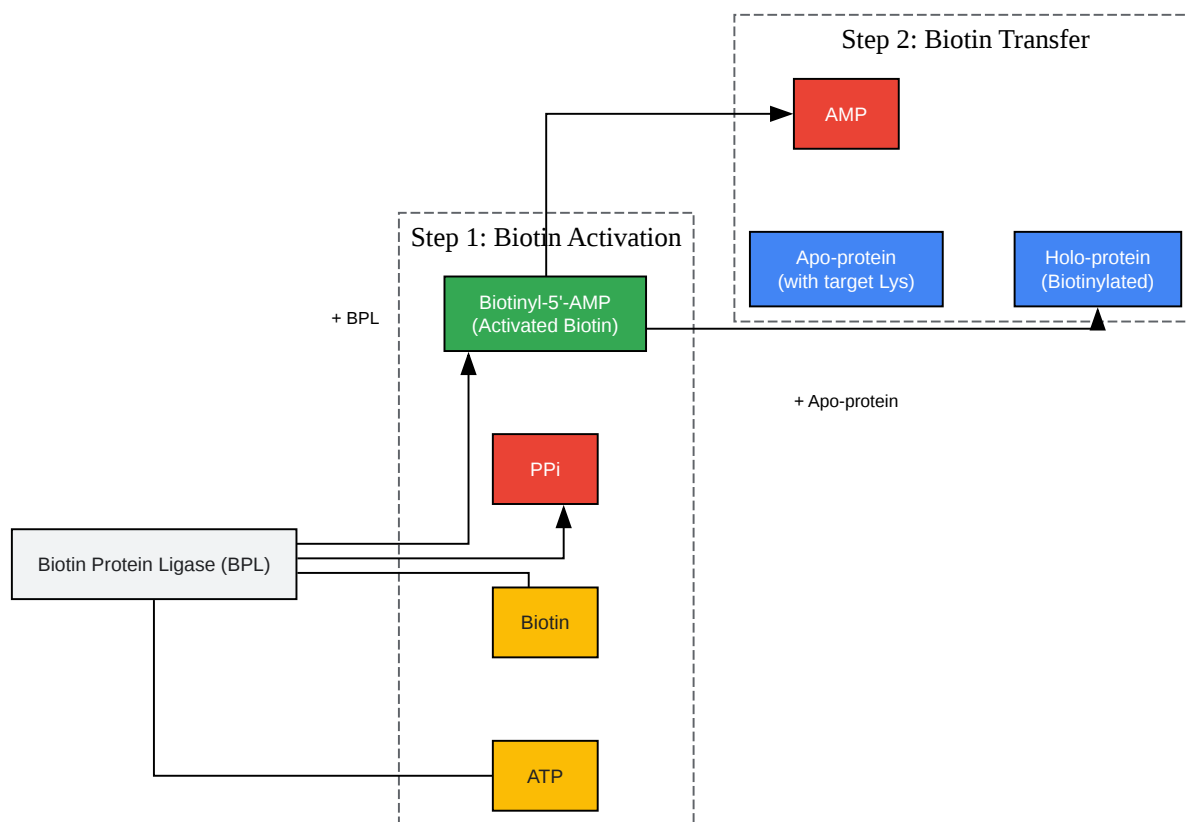 Step 2: Biotin Transfer
AMP
Step 1: Biotin Activation
Apo-protein
(with target Lys)
Holo-protein
(Biotinylated)
Biotinyl-5'-AMP
(Activated Biotin)
+ BPL
+ Apo-protein
PPi
Biotin Protein Ligase (BPL)
Biotin
ATP